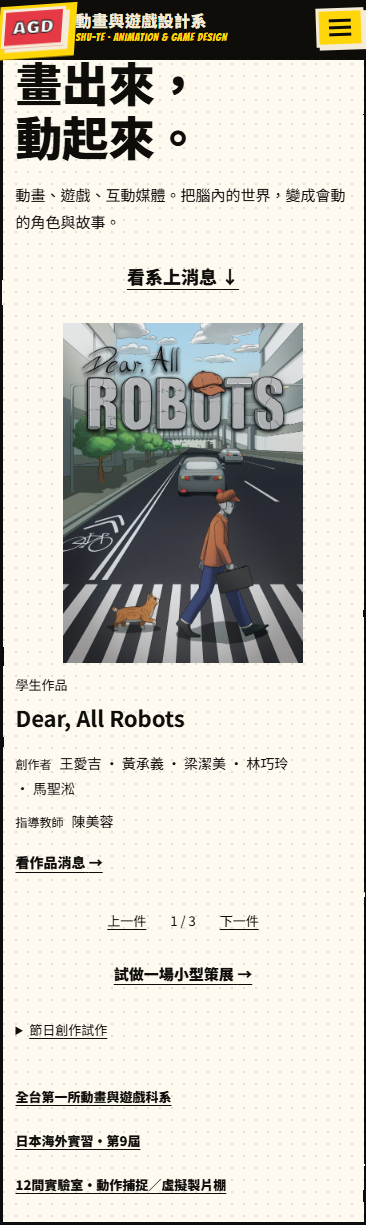 AGD
動畫與遊戲設計系
SHU-TE · ANIMATION & GAME DESIGN
畫出來，
動起來。
動畫、遊戲、互動媒體。把腦內的世界，變成會動
的角色與故事。
看系上消息 ↓
Dear, All
ROBOTS
學生作品
Dear, All Robots
創作者 王愛吉 · 黃承義 · 梁潔美 · 林巧玲
· 馬聖淞
指導教師 陳美蓉
看作品消息 →
上一件 1 / 3 下一件
試做一場小型策展 →
▶ 節日創作試作
全台第一所動畫與遊戲科系
日本海外實習·第9屆
12間實驗室·動作捕捉／虛擬製片棚